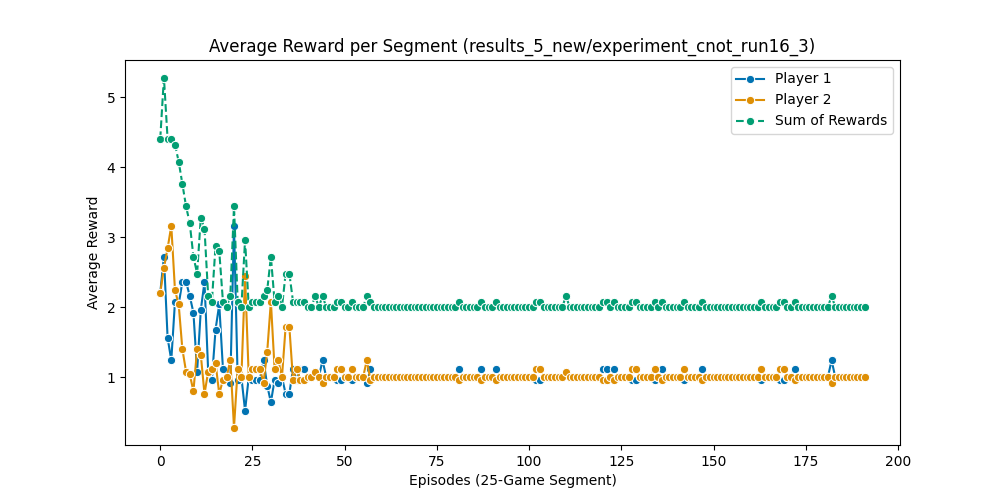 Average Reward per Segment (results_5_new/experiment_cnot_run16_3)
Player 1
Player 2
Sum of Rewards
Average Reward
5
4
3
2
1
0
25
50
75
100
125
150
175
200
Episodes (25-Game Segment)